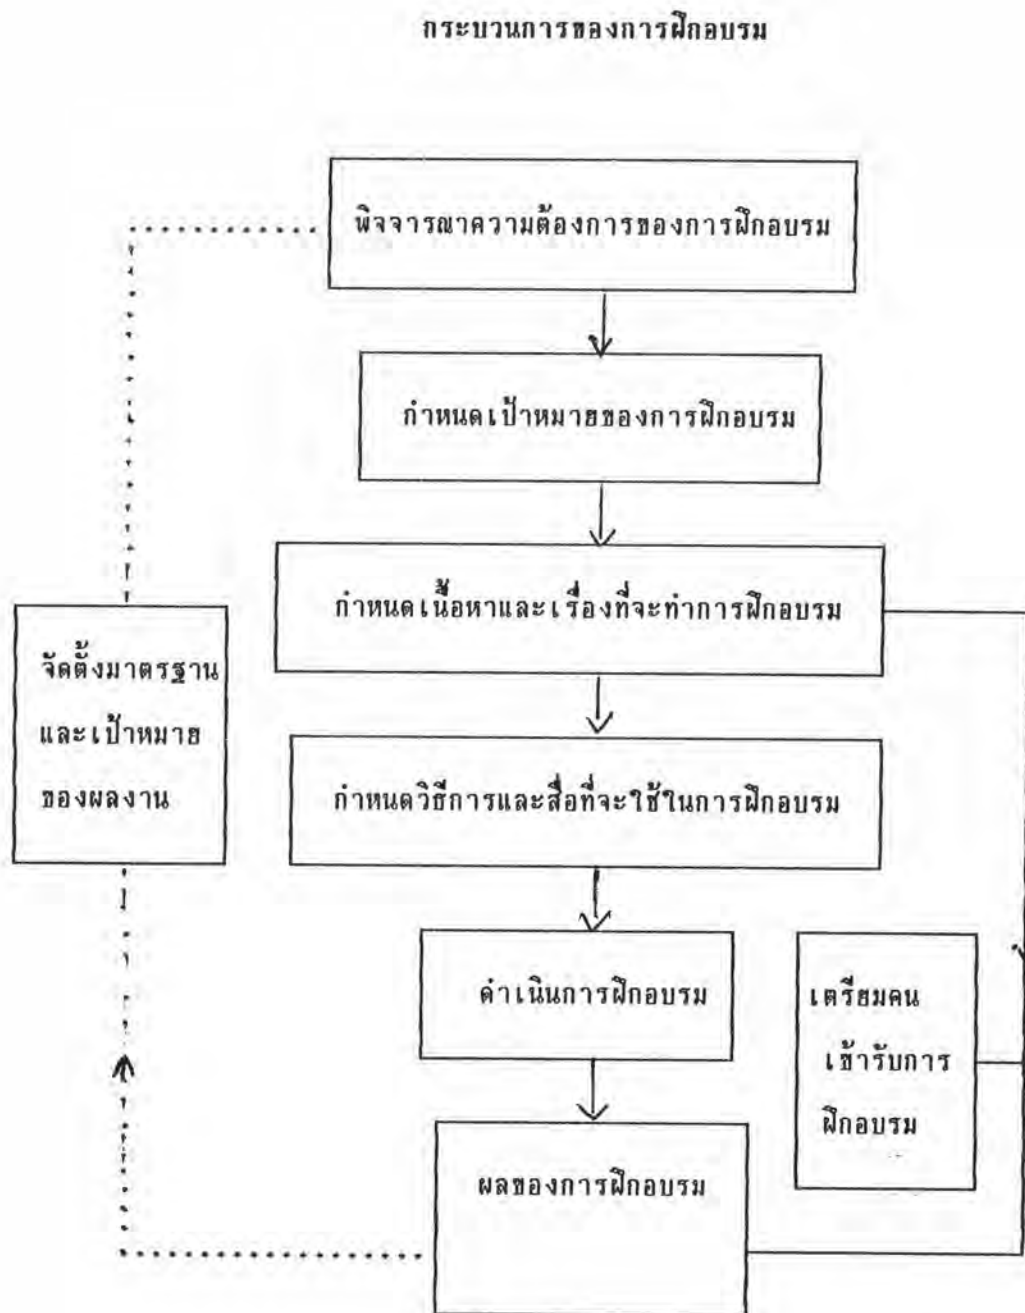 กระบวนการของการฝึกอบรม
พิจจารณาความต้องการของการฝึกอบรม
กำหนดเป้าหมายของการฝึกอบรม
กำหนดเนื้อหาและเรื่องที่จะทำการฝึกอบรม
จัดตั้งมาตรฐาน
และเป้าหมาย
ของผลงาน
กำหนดวิธีการและสื่อที่จะใช้ในการฝึกอบรม
ดำเนินการฝึกอบรม
เตรียมคน
เข้ารับการ
ฝึกอบรม
ผลของการฝึกอบรม